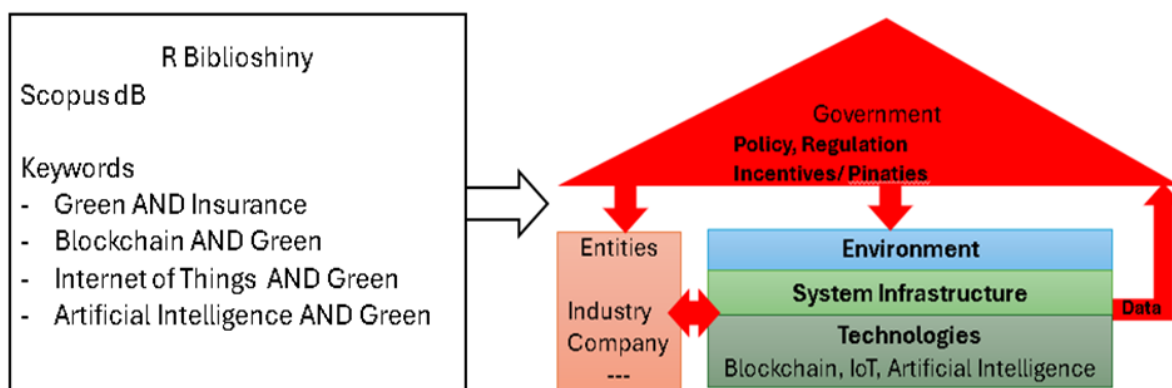 R Biblioshiny
Scopus dB
Keywords
- Green AND Insurance
- Blockchain AND Green
- Internet of Things AND Green
- Artificial Intelligence AND Green
Government
Policy, Regulation
Incentives/ Pinaties
Entities
Industry
Company
---
Environment
System Infrastructure
Technologies
Blockchain, IoT, Artificial Intelligence
Data